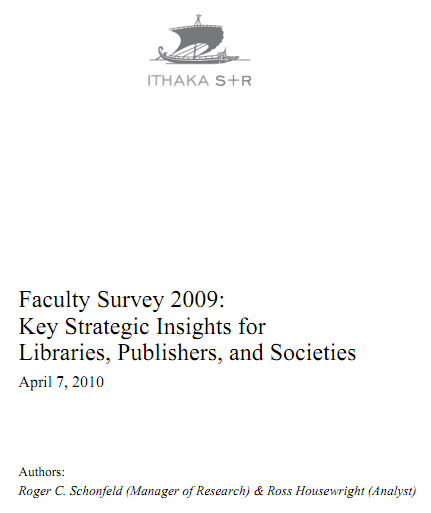 ITHAKA S+R
Faculty Survey 2009:
Key Strategic Insights for
Libraries, Publishers, and Societies
April 7, 2010
Authors:
Roger C. Schonfeld (Manager of Research) & Ross Housewright (Analyst)